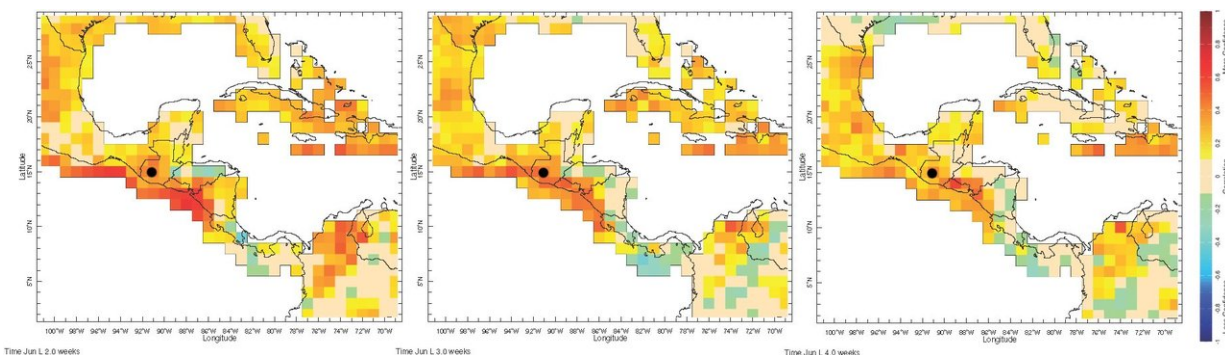 25°N
20°N
15°N
10°N
5°N
Latitude
100°W 98°W 96°W 94°W 92°W 90°W 88°W 86°W 84°W 82°W 80°W 78°W 76°W 74°W 72°W 70°W
Longitude
Time Jun L 2.0 weeks
25°N
20°N
15°N
10°N
5°N
Latitude
100°W 98°W 96°W 94°W 92°W 90°W 88°W 86°W 84°W 82°W 80°W 78°W 76°W 74°W 72°W 70°W
Longitude
Time Jun L 3.0 weeks
25°N
20°N
15°N
10°N
5°N
Latitude
100°W 98°W 96°W 94°W 92°W 90°W 88°W 86°W 84°W 82°W 80°W 78°W 76°W 74°W 72°W 70°W
Longitude
Time Jun L 4.0 weeks
1
0.8
0.6
0.4
0.2
0
-0.2
-0.4
-0.6
-0.8
-1